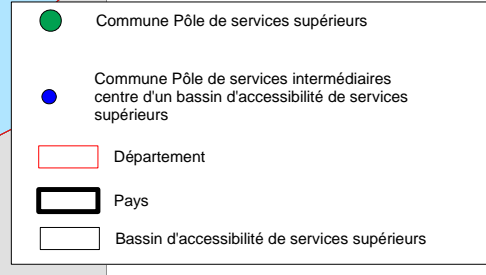 Commune Pôle de services supérieurs
Commune Pôle de services intermédiaires
centre d'un bassin d'accessibilité de services
supérieurs
Département
Pays
Bassin d'accessibilité de services supérieurs